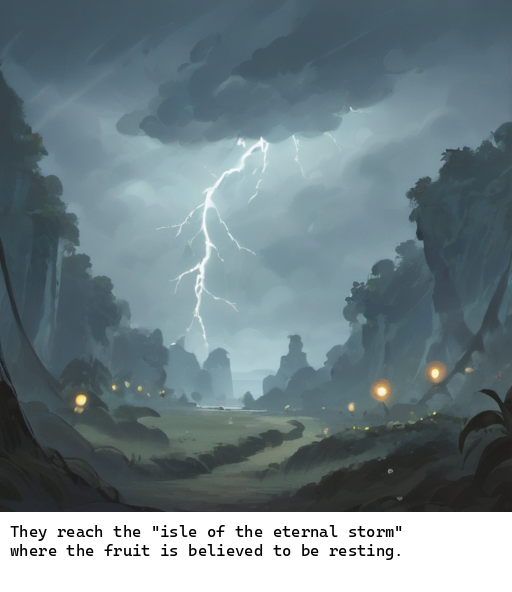 They reach the "isle of the eternal storm"
where the fruit is believed to be resting.